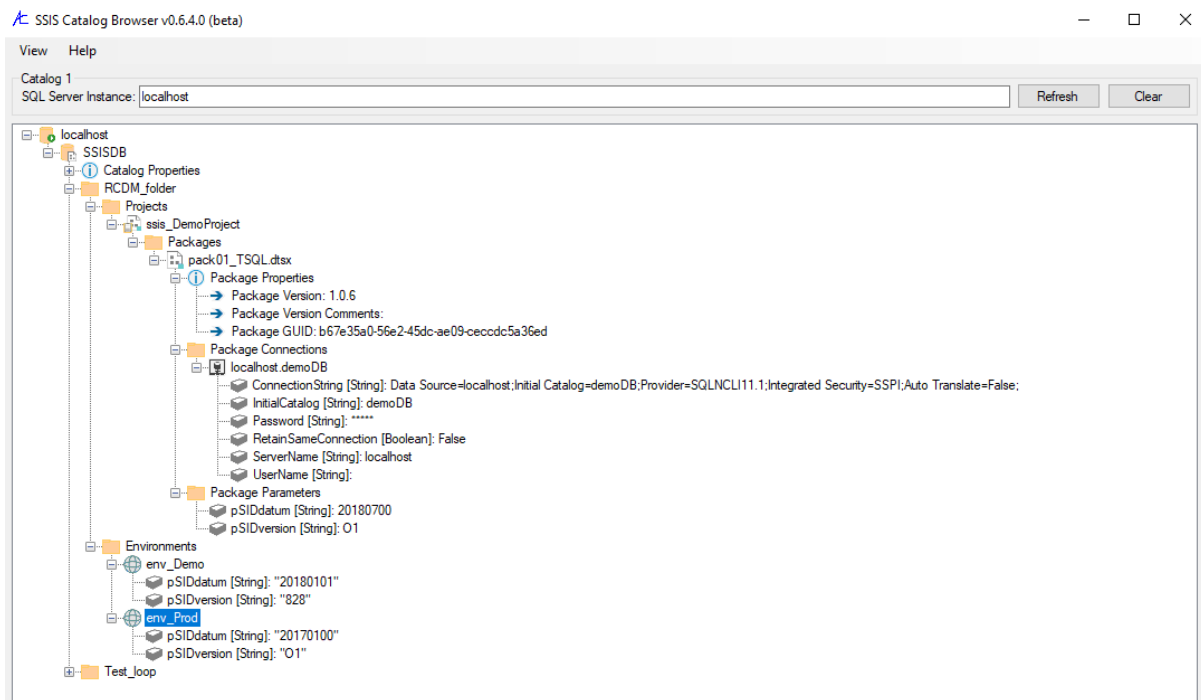 SSIS Catalog Browser v0.6.4.0 (beta)
View Help
Catalog 1
SQL Server Instance: localhost Refresh Clear
localhost
SSISDB
Catalog Properties
RCDM_folder
Projects
ssis_DemoProject
Packages
pack01_TSQL.dtsx
Package Properties
Package Version: 1.0.6
Package Version Comments:
Package GUID: b67e35a0-56e2-45dc-ae09-ceccdc5a36ed
Package Connections
localhost.demoDB
ConnectionString [String]: Data Source=localhost;Initial Catalog=demoDB;Provider=SQLNCLI11.1;Integrated Security=SSPI;Auto Translate=False;
InitialCatalog [String]: demoDB
Password [String]: *****
RetainSameConnection [Boolean]: False
ServerName [String]: localhost
UserName [String]:
Package Parameters
pSIDdatum [String]: 20180700
pSIDversion [String]: O1
Environments
env_Demo
pSIDdatum [String]: "20180101"
pSIDversion [String]: "828"
env_Prod
pSIDdatum [String]: "20170100"
pSIDversion [String]: "O1"
Test_loop